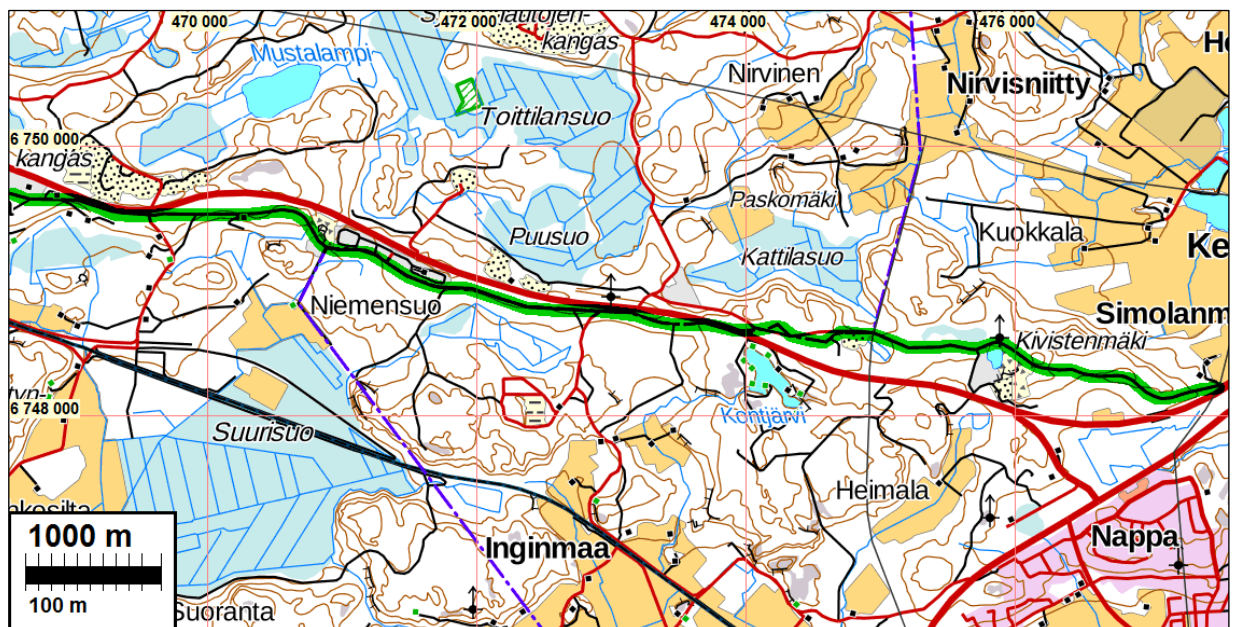 470 000
472 000
474 000
476 000
kangas
Mustalampi
Nirvinen
Nirvisniitty
Toittilansuo
6 750 000
kangas
Paskomäki
Puusuo
Kattilasuo
Kuokkala
Ke
Niemensuo
Simolanm
Kivistenmäki
6 748 000
Kontjärvi
Suurisuo
Heimala
Nappa
Inginmaa
1000 m
100 m
Suoranta